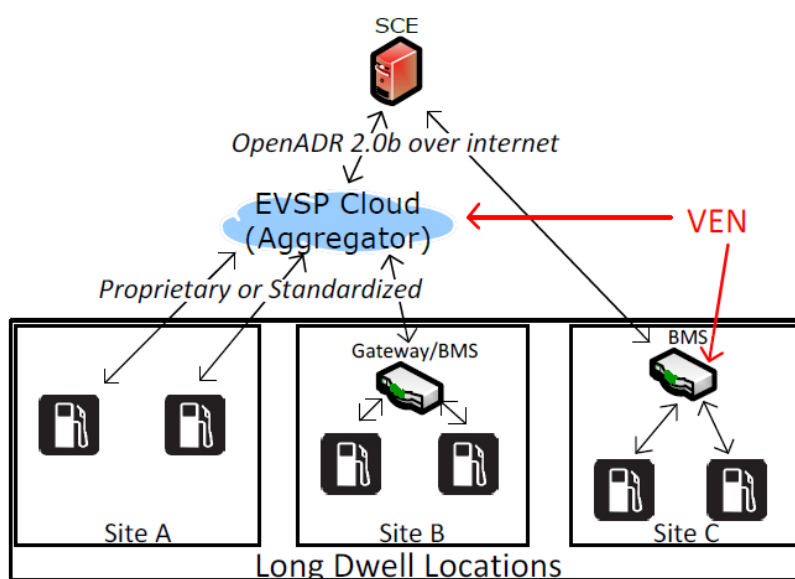 SCE
OpenADR 2.0b over internet
EVSP Cloud
(Aggregator)
VEN
Proprietary or Standardized
Gateway/BMS
BMS
Site A
Site B
Site C
Long Dwell Locations